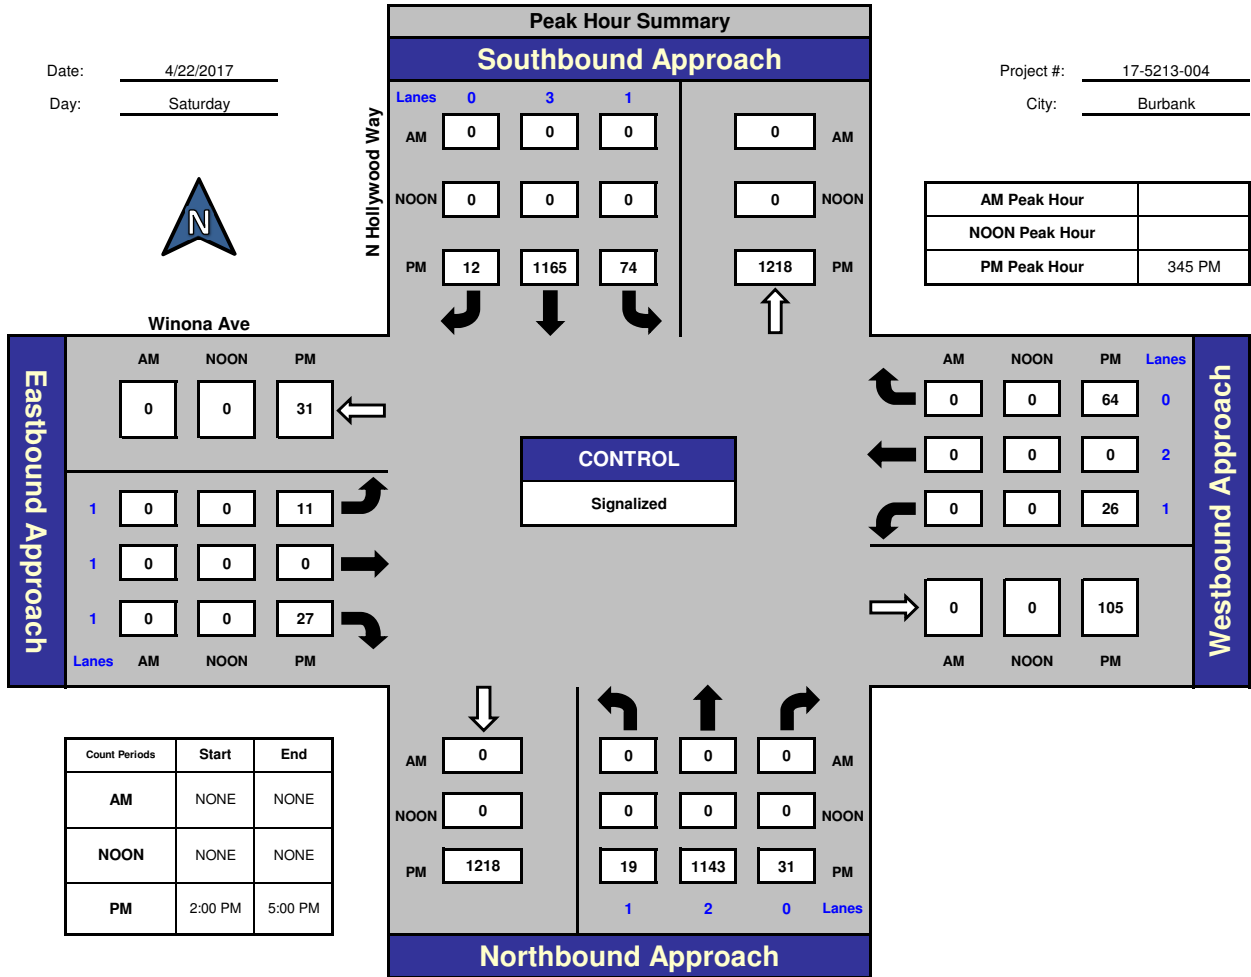 Peak Hour Summary
Southbound Approach
Date: 4/22/2017
Day: Saturday
Project #: 17-5213-004
City: Burbank
N Hollywood Way
Lanes 0 3 1
AM 0 0 0 0 AM
NOON 0 0 0 0 NOON
PM 12 1165 74 1218 PM
N
AM Peak Hour
NOON Peak Hour
PM Peak Hour 345 PM
Winona Ave
Eastbound Approach
AM NOON PM
0 0 31
1 0 0 11
1 0 0 0
1 0 0 27
Lanes AM NOON PM
CONTROL
Signalized
AM NOON PM Lanes
0 0 64 0
0 0 0 2
0 0 26 1
0 0 105
AM NOON PM
Westbound Approach
Count Periods Start End
AM NONE NONE
NOON NONE NONE
PM 2:00 PM 5:00 PM
AM 0 0 0 0 AM
NOON 0 0 0 0 NOON
PM 1218 19 1143 31 PM
1 2 0 Lanes
Northbound Approach